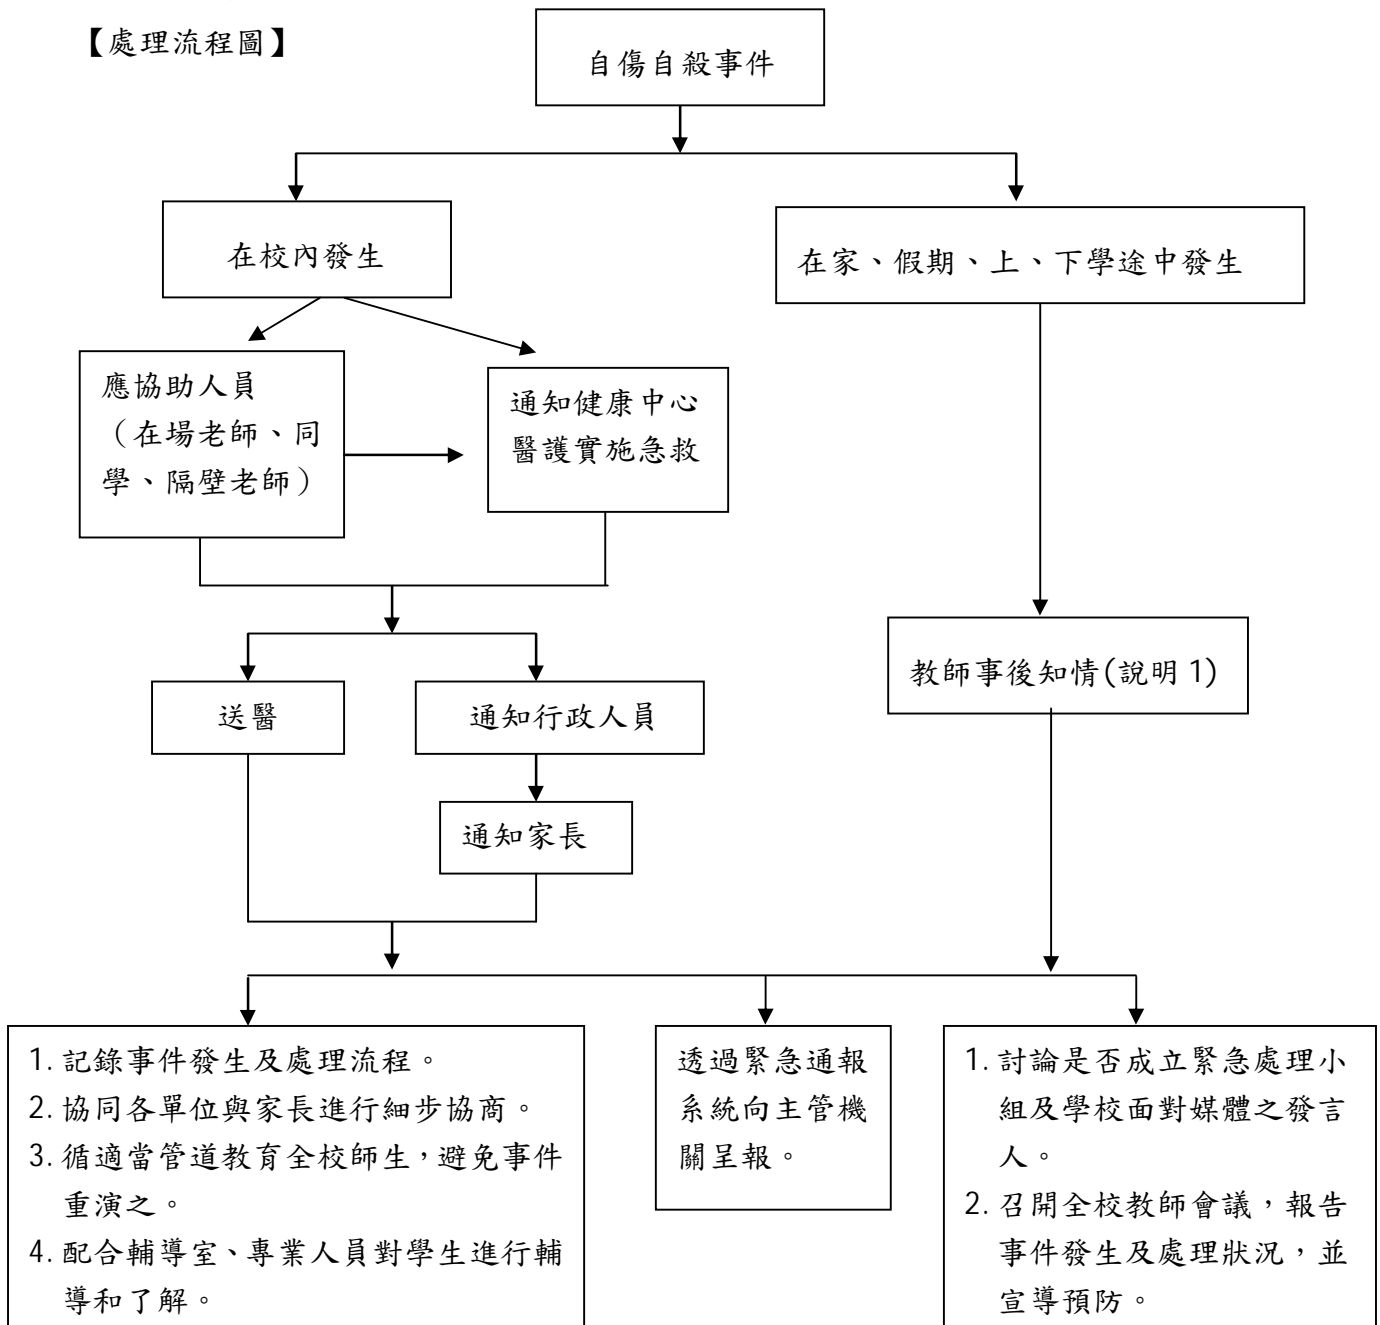 【處理流程圖】
自傷自殺事件
在校內發生
在家、假期、上、下學途中發生
應協助人員
（在場老師、同
學、隔壁老師）
通知健康中心
醫護實施急救
送醫
通知行政人員
教師事後知情(說明1)
通知家長
1. 記錄事件發生及處理流程。
2. 協同各單位與家長進行細步協商。
3. 循適當管道教育全校師生，避免事件
重演之。
4. 配合輔導室、專業人員對學生進行輔
導和了解。
透過緊急通報
系統向主管機
關呈報。
1. 討論是否成立緊急處理小
組及學校面對媒體之發言
人。
2. 召開全校教師會議，報告
事件發生及處理狀況，並
宣導預防。